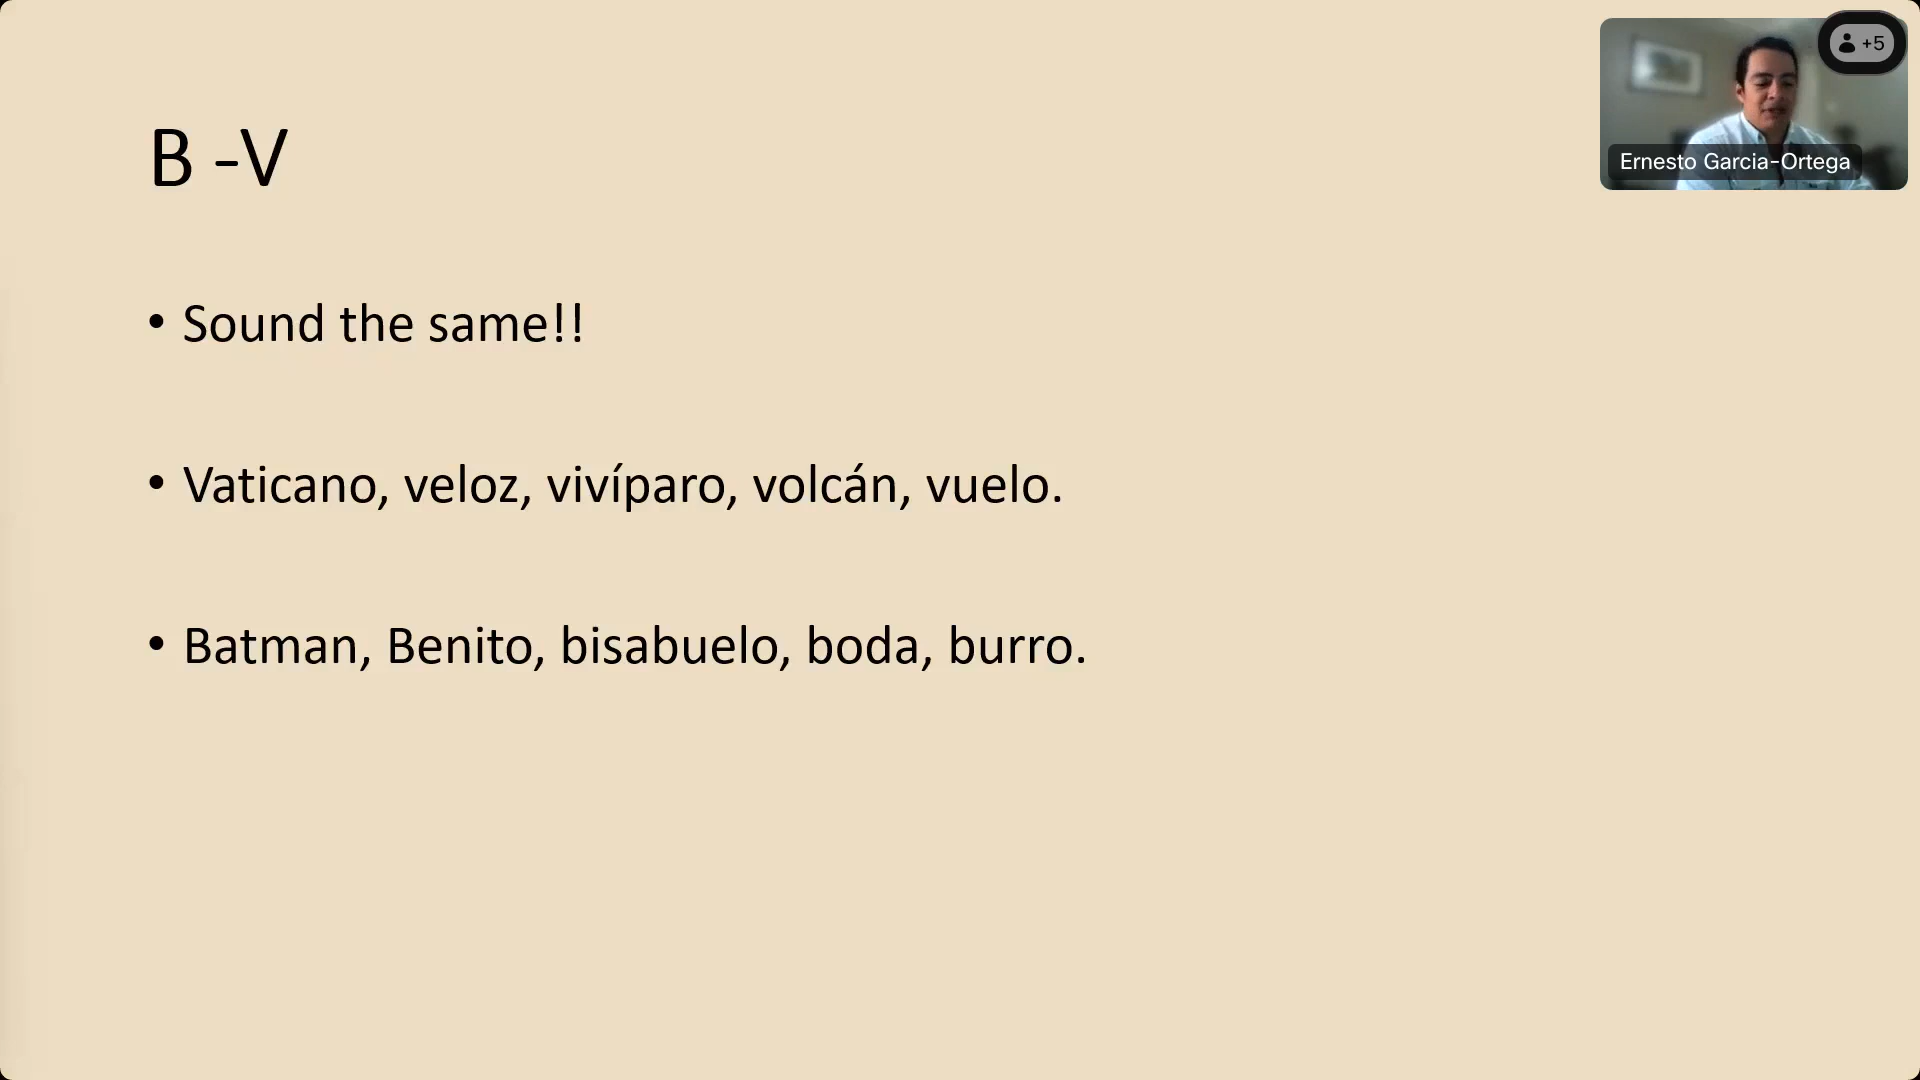 B -V
• Sound the same!!
• Vaticano, veloz, vivíparo, volcán, vuelo.
• Batman, Benito, bisabuelo, boda, burro.
+5
Ernesto Garcia-Ortega